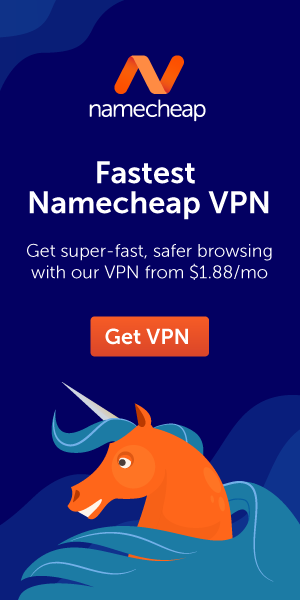 namecheap
Fastest
Namecheap VPN
Get super-fast, safer browsing
with our VPN from $1.88/mo
Get VPN